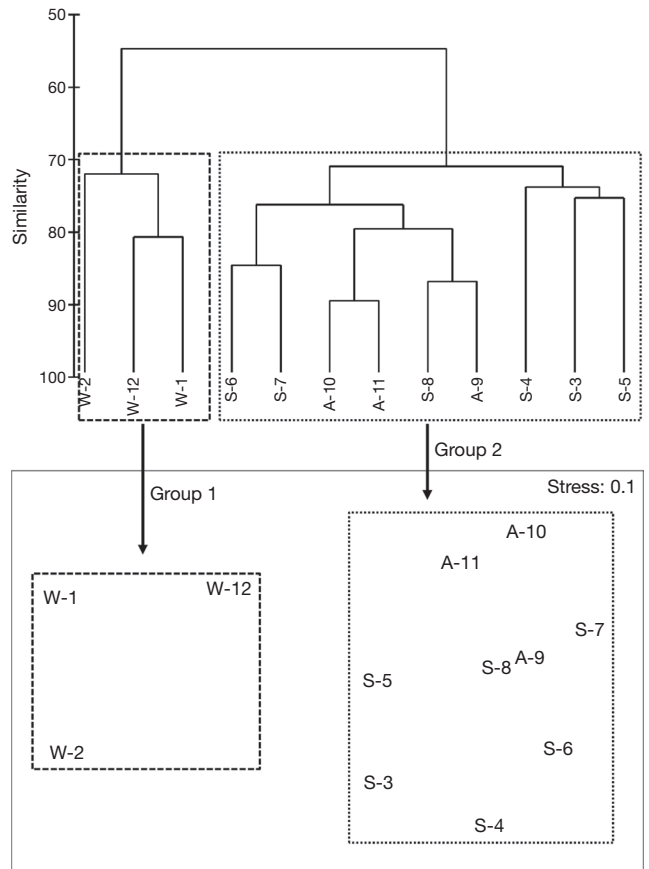 50
60
70
80
90
100
Similarity
W-2
W-12
W-1
S-6
S-7
A-10
A-11
S-8
A-9
S-4
S-3
S-5
Group 1
Group 2
Stress: 0.1
W-1
W-12
W-2
A-10
A-11
S-7
S-8
A-9
S-5
S-6
S-3
S-4